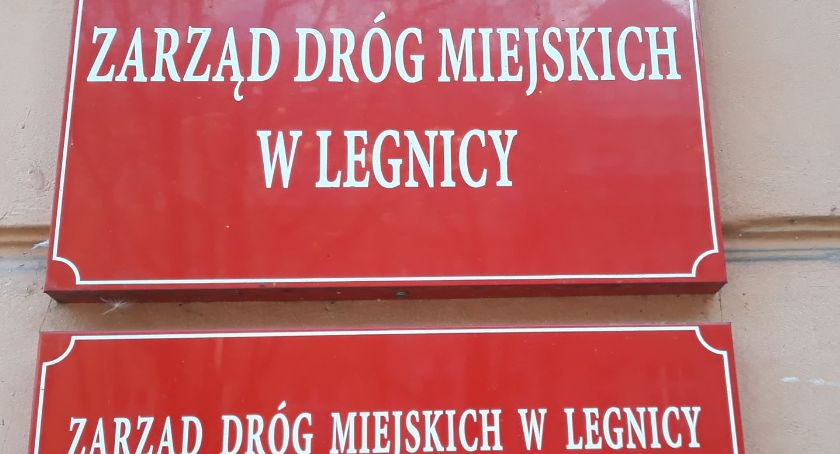 ZARZĄD DRÓG MIEJSKICH
W LEGNICY
ZARZĄD DRÓG MIEJSKICH W LEGNICY